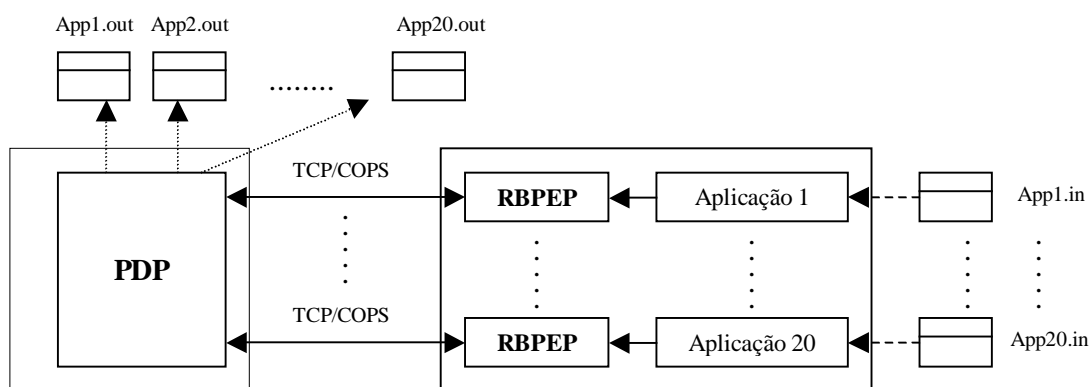 App1.out App2.out App20.out
........
TCP/COPS
RBPEP
Aplicação 1
App1.in
PDP
TCP/COPS
RBPEP
Aplicação 20
App20.in